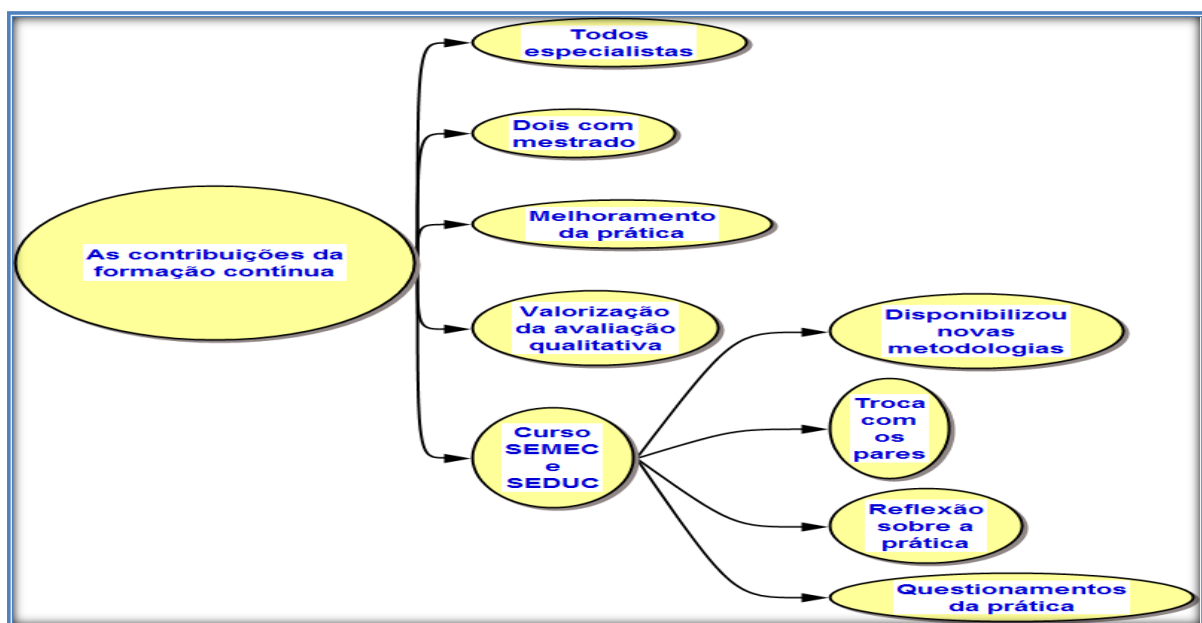 Todos
especialistas
Dois com
mestrado
Melhoramento
da prática
As contribuições da
formação contínua
Valorização
da avaliação
qualitativa
Disponibilizou
novas
metodologias
Curso
SEMEC
e
SEDUC
Troca
com
os
pares
Reflexão
sobre a
prática
Questionamentos
da prática